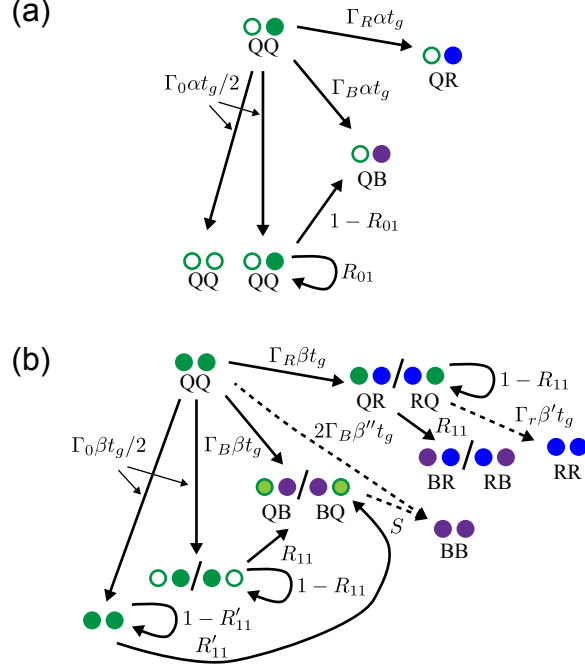 (a)
QQ
Γ_R αt_g
QR
Γ_0 αt_g/2
Γ_B αt_g
QB
1 − R_01
QQ
QQ
R_01
(b)
QQ
Γ_R βt_g
QR / RQ
1 − R_11
Γ_0 βt_g/2
Γ_B βt_g
2Γ_B β″t_g
R_11
Γ_r β′t_g
BR / RB
RR
QB / BQ
S
BB
R_11
/
1 − R_11
1 − R′_11
R′_11